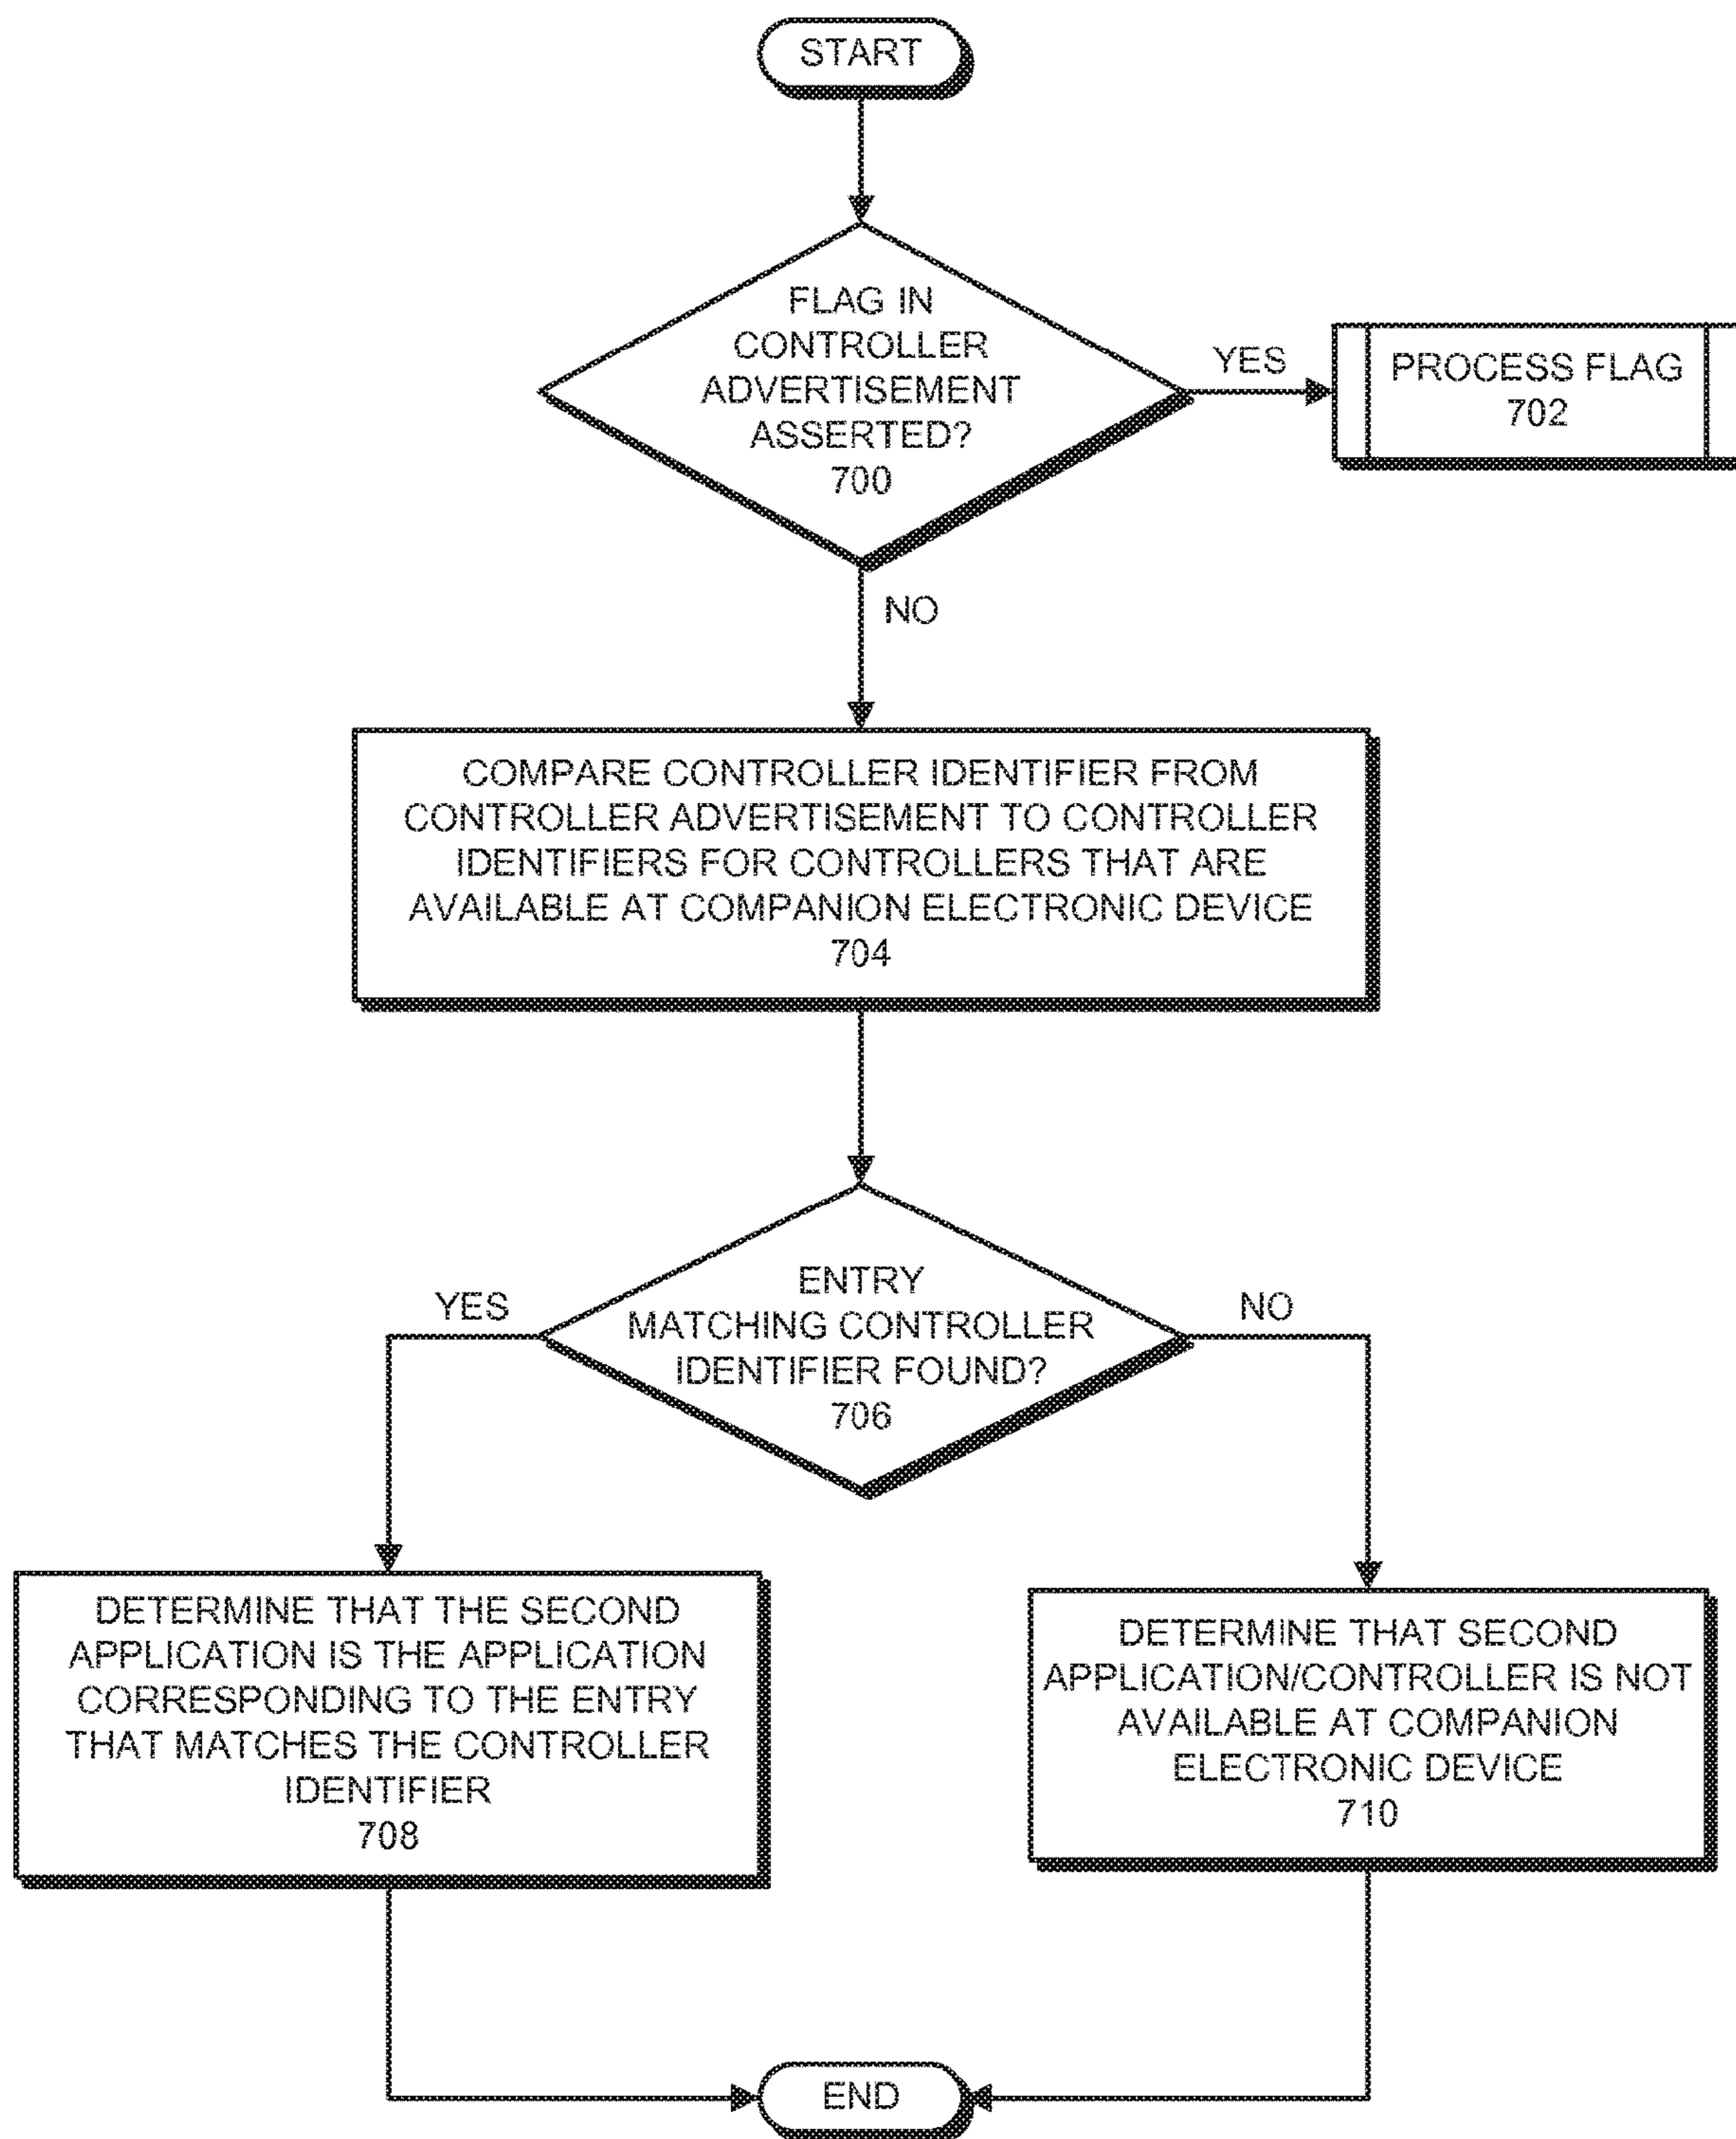 START
FLAG IN
CONTROLLER
ADVERTISEMENT
ASSERTED?
700
YES
PROCESS FLAG
702
NO
COMPARE CONTROLLER IDENTIFIER FROM
CONTROLLER ADVERTISEMENT TO CONTROLLER
IDENTIFIERS FOR CONTROLLERS THAT ARE
AVAILABLE AT COMPANION ELECTRONIC DEVICE
704
ENTRY
MATCHING CONTROLLER
IDENTIFIER FOUND?
706
YES
NO
DETERMINE THAT THE SECOND
APPLICATION IS THE APPLICATION
CORRESPONDING TO THE ENTRY
THAT MATCHES THE CONTROLLER
IDENTIFIER
708
DETERMINE THAT SECOND
APPLICATION/CONTROLLER IS NOT
AVAILABLE AT COMPANION
ELECTRONIC DEVICE
710
END